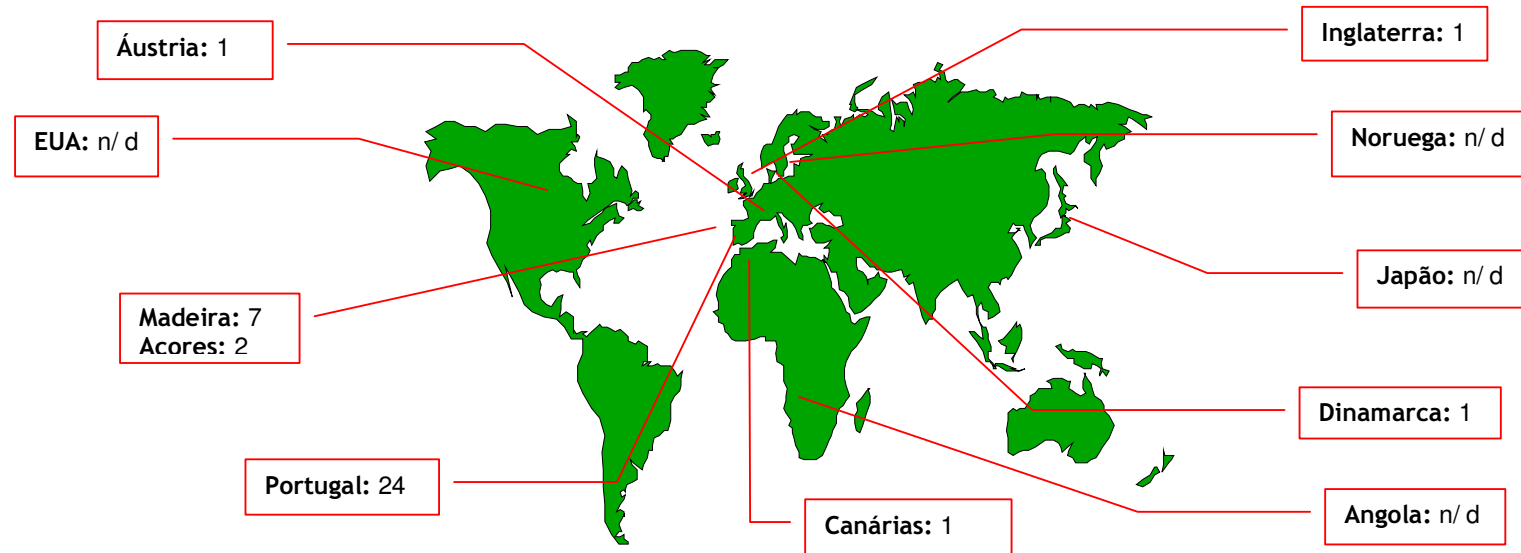 Áustria: 1
Inglaterra: 1
EUA: n/ d
Noruega: n/ d
Japão: n/ d
Madeira: 7
Açores: 2
Dinamarca: 1
Portugal: 24
Canárias: 1
Angola: n/ d